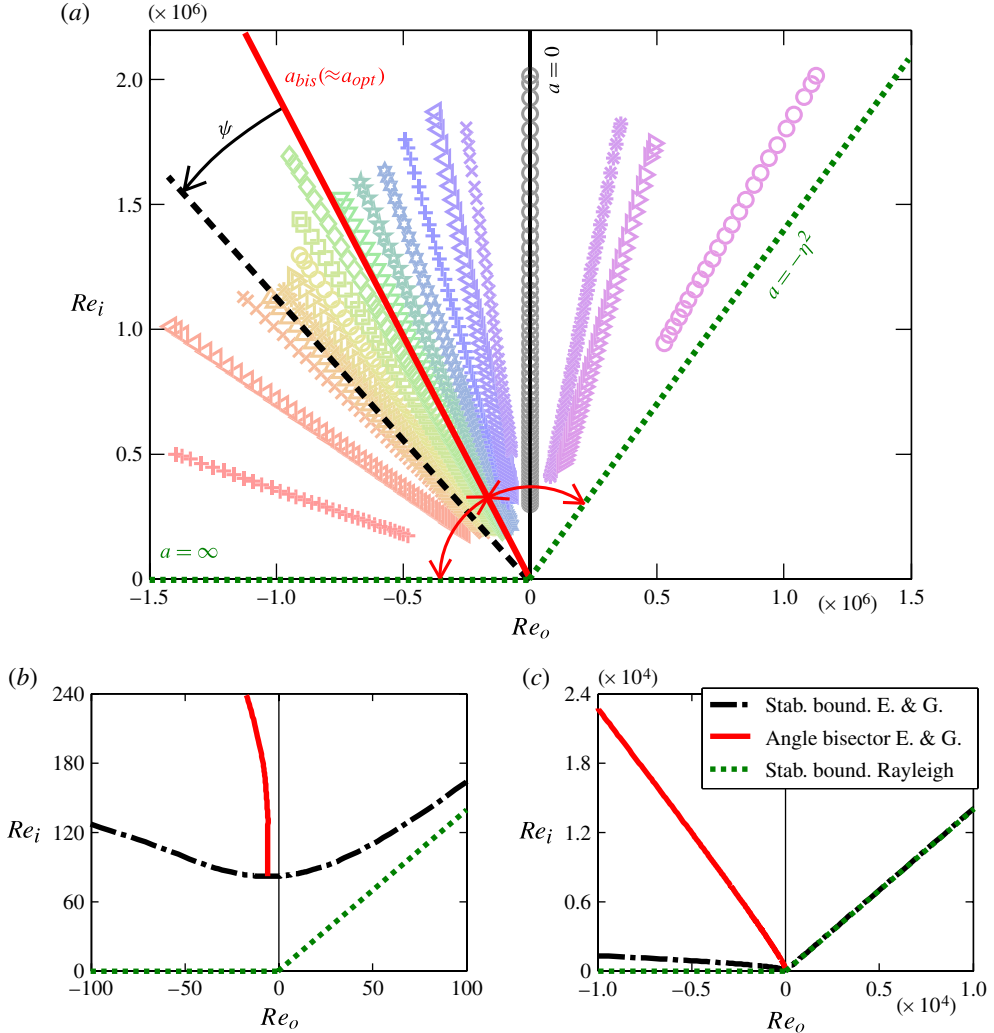 (a)
(× 10⁶)
2.0
1.5
1.0
0.5
0
Re_i
a_bis(≈a_opt)
ψ
a = 0
a = −η²
a = ∞
−1.5
−1.0
−0.5
0
0.5
1.0
1.5
(× 10⁶)
Re_o
(b)
240
180
120
60
0
Re_i
−100
−50
0
50
100
Re_o
(c)
(× 10⁴)
2.4
1.8
1.2
0.6
0
Re_i
Stab. bound. E. & G.
Angle bisector E. & G.
Stab. bound. Rayleigh
−1.0
−0.5
0
0.5
1.0
(× 10⁴)
Re_o